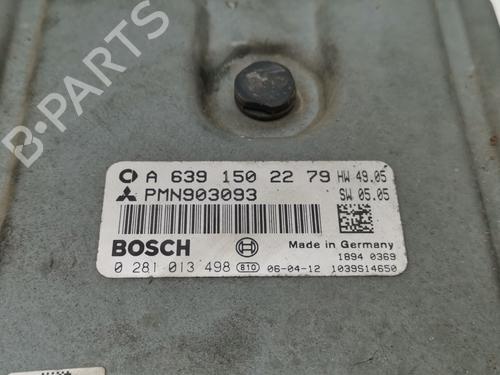 B-PARTS
A 639 150 22 79 HW 49.05
PMN903093 SW 05.05
BOSCH Made in Germany
1894 0369
0 281 013 498 810 06-04-12 1039S14650